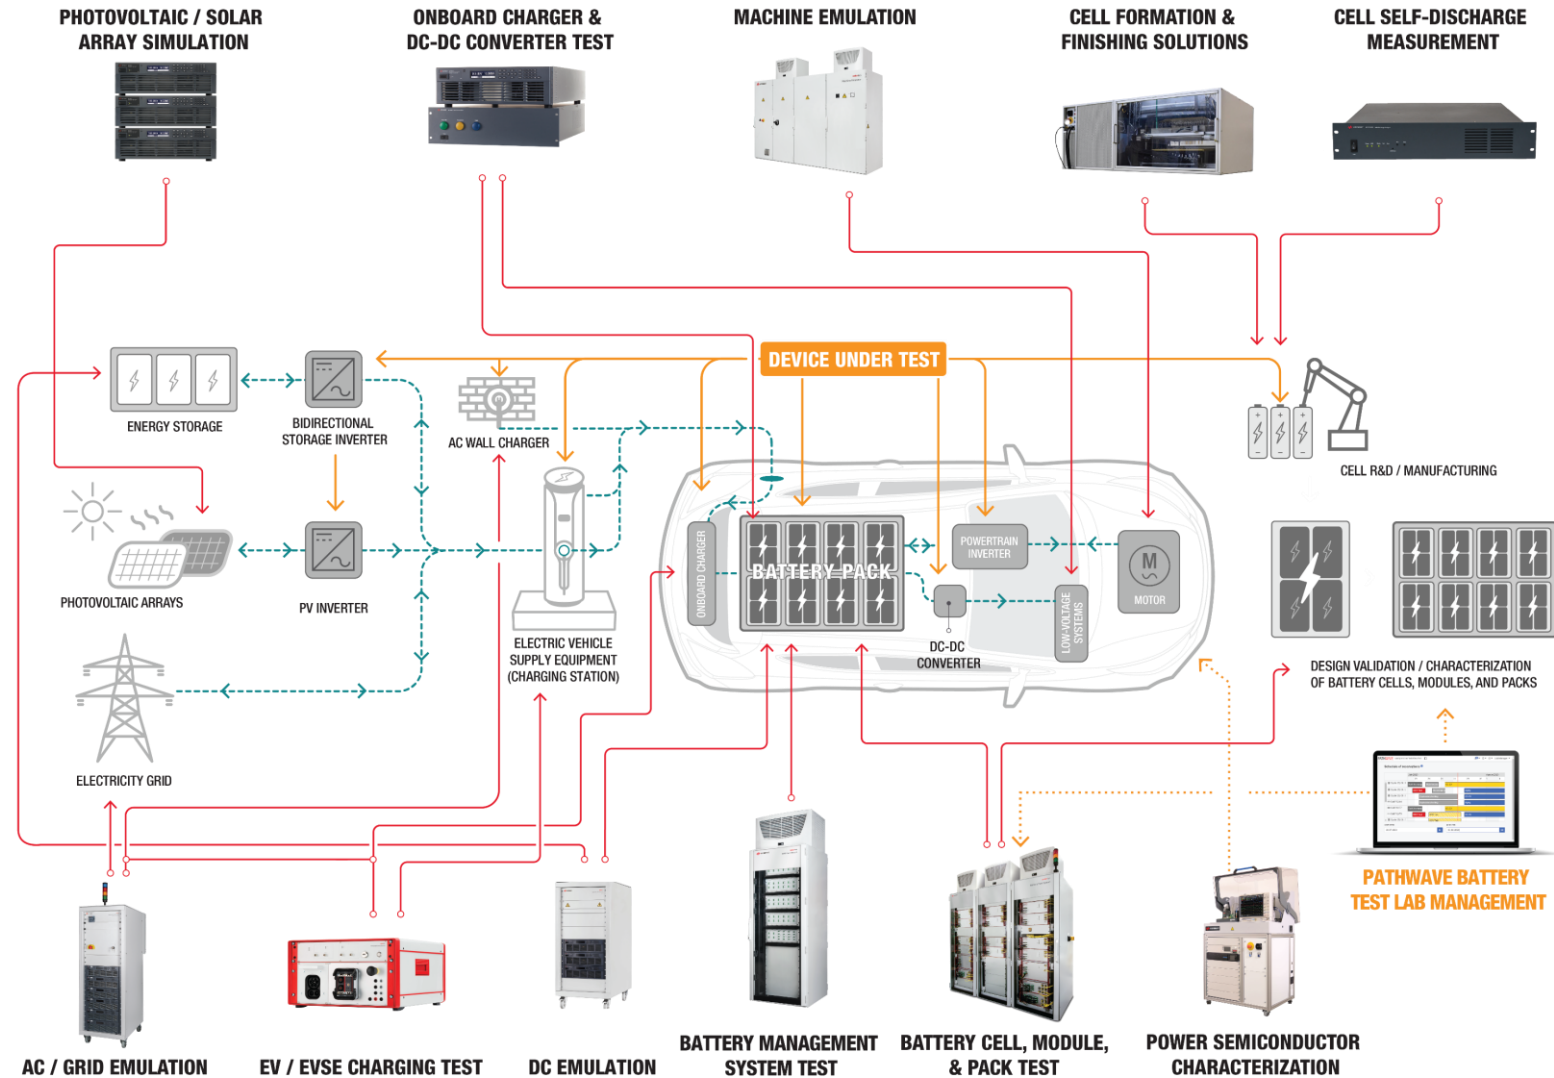 PHOTOVOLTAIC / SOLAR
ARRAY SIMULATION
ONBOARD CHARGER &
DC-DC CONVERTER TEST
MACHINE EMULATION
CELL FORMATION &
FINISHING SOLUTIONS
CELL SELF-DISCHARGE
MEASUREMENT
DEVICE UNDER TEST
ENERGY STORAGE
BIDIRECTIONAL
STORAGE INVERTER
AC WALL CHARGER
CELL R&D / MANUFACTURING
PHOTOVOLTAIC ARRAYS
PV INVERTER
ELECTRIC VEHICLE
SUPPLY EQUIPMENT
(CHARGING STATION)
ONBOARD CHARGER
BATTERY PACK
POWERTRAIN
INVERTER
DC-DC
CONVERTER
LOW-VOLTAGE
SYSTEMS
M
MOTOR
DESIGN VALIDATION / CHARACTERIZATION
OF BATTERY CELLS, MODULES, AND PACKS
ELECTRICITY GRID
PATHWAVE BATTERY
TEST LAB MANAGEMENT
AC / GRID EMULATION
EV / EVSE CHARGING TEST
DC EMULATION
BATTERY MANAGEMENT
SYSTEM TEST
BATTERY CELL, MODULE,
& PACK TEST
POWER SEMICONDUCTOR
CHARACTERIZATION